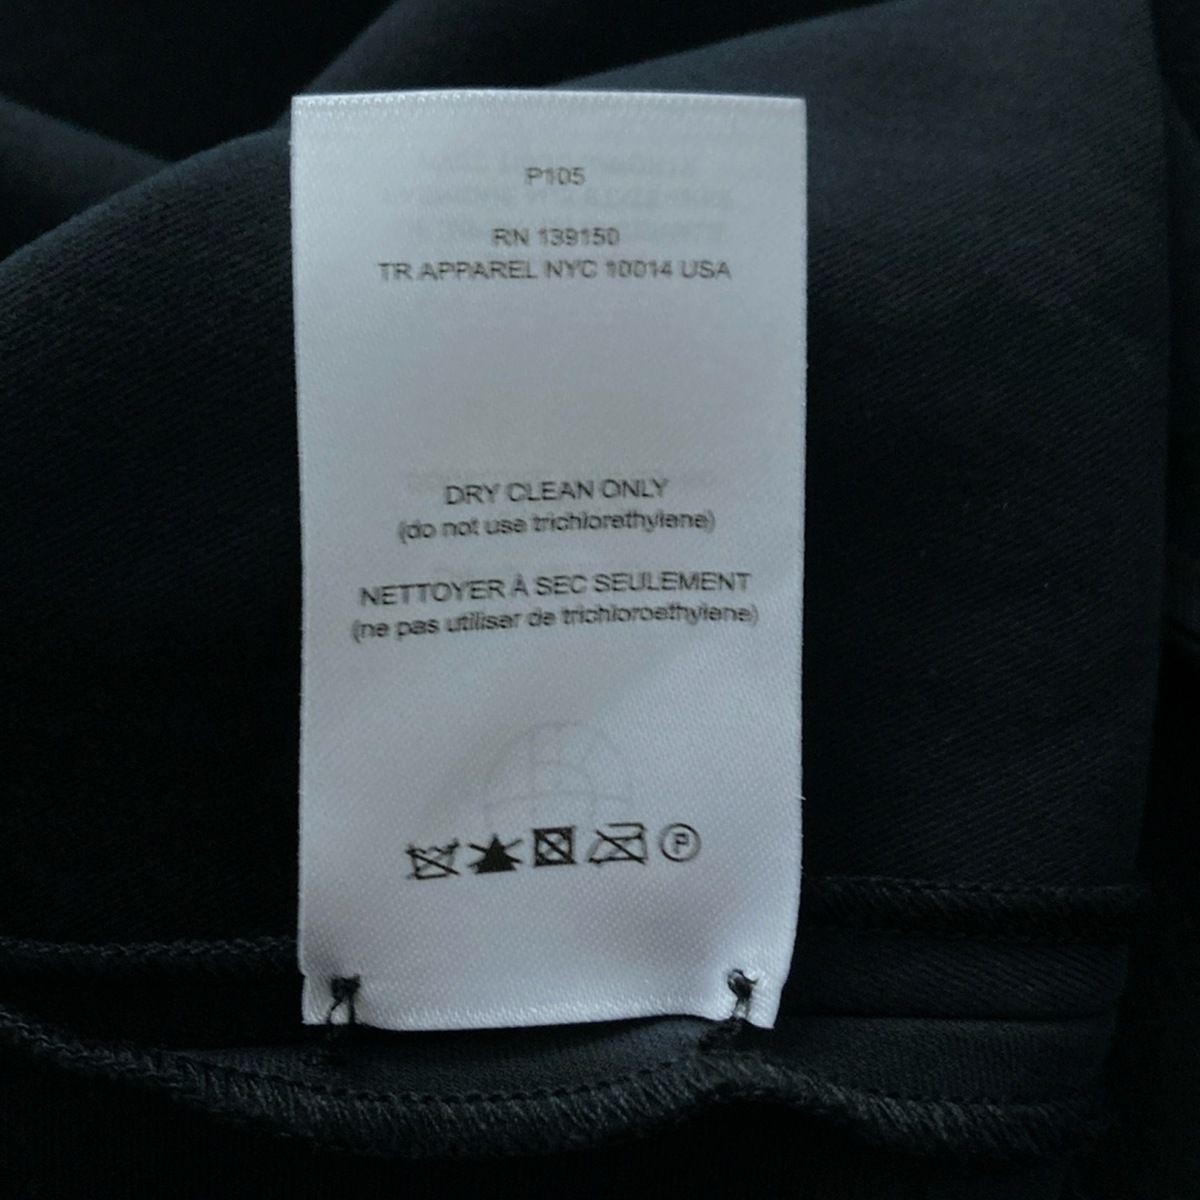 P105
RN 139150
TR APPAREL NYC 10014 USA
DRY CLEAN ONLY
(do not use trichlorethylene)
NETTOYER À SEC SEULEMENT
(ne pas utiliser de trichloroethylene)
P